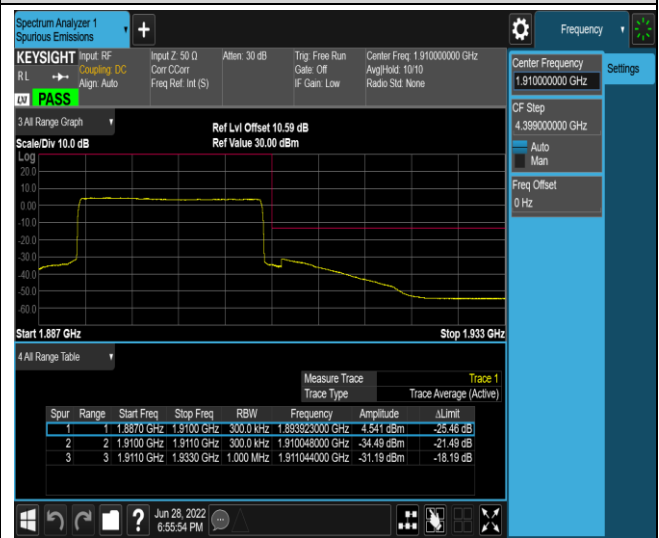 Spectrum Analyzer 1
Spurious Emissions
Frequency
KEYSIGHT Input: RF Input Z: 50 Ω Atten: 30 dB Trig: Free Run Center Freq: 1.910000000 GHz
RL Coupling: DC Corr CCorr Gate: Off Avg|Hold: 10/10
Align: Auto Freq Ref: Int (S) IF Gain: Low Radio Std: None
LXI PASS
Center Frequency
1.910000000 GHz
Settings
CF Step
4.399000000 GHz
Auto
Man
Freq Offset
0 Hz
3 All Range Graph
Ref Lvl Offset 10.59 dB
Scale/Div 10.0 dB Ref Value 30.00 dBm
Log
20.0
10.0
0.00
-10.0
-20.0
-30.0
-40.0
-50.0
-60.0
Start 1.887 GHz Stop 1.933 GHz
4 All Range Table
Measure Trace Trace 1
Trace Type Trace Average (Active)
Spur Range Start Freq Stop Freq RBW Frequency Amplitude ΔLimit
1 1 1.8870 GHz 1.9100 GHz 300.0 kHz 1.893923000 GHz 4.541 dBm -25.46 dB
2 2 1.9100 GHz 1.9110 GHz 300.0 kHz 1.910048000 GHz -34.49 dBm -21.49 dB
3 3 1.9110 GHz 1.9330 GHz 1.000 MHz 1.911044000 GHz -31.19 dBm -18.19 dB
Jun 28, 2022
6:55:54 PM